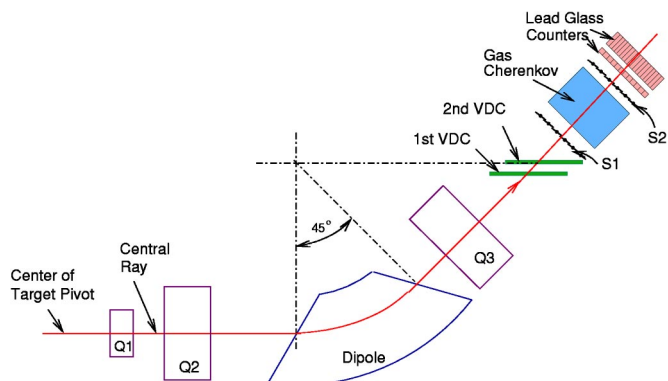 Lead Glass
Counters
Gas
Cherenkov
2nd VDC
1st VDC
S2
S1
45°
Q3
Center of
Target Pivot
Central
Ray
Q1
Q2
Dipole